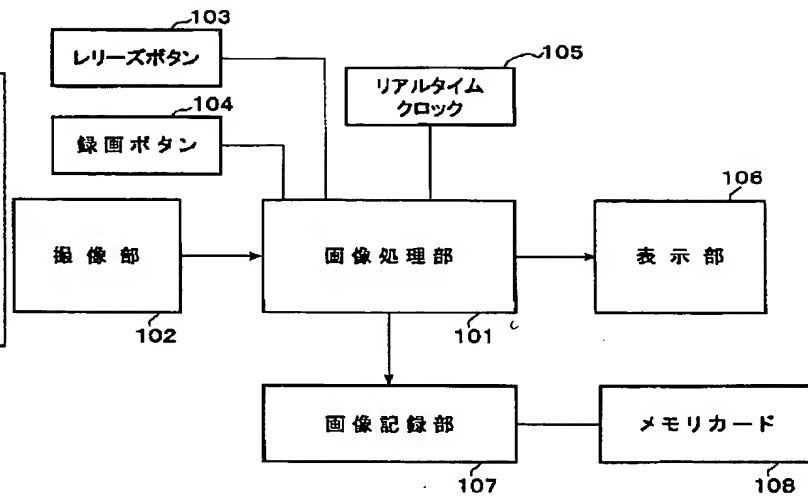 103
レリーズボタン
104
録画ボタン
105
リアルタイム
クロック
撮像部
102
画像処理部
101
106
表示部
画像記録部
107
メモリカード
108